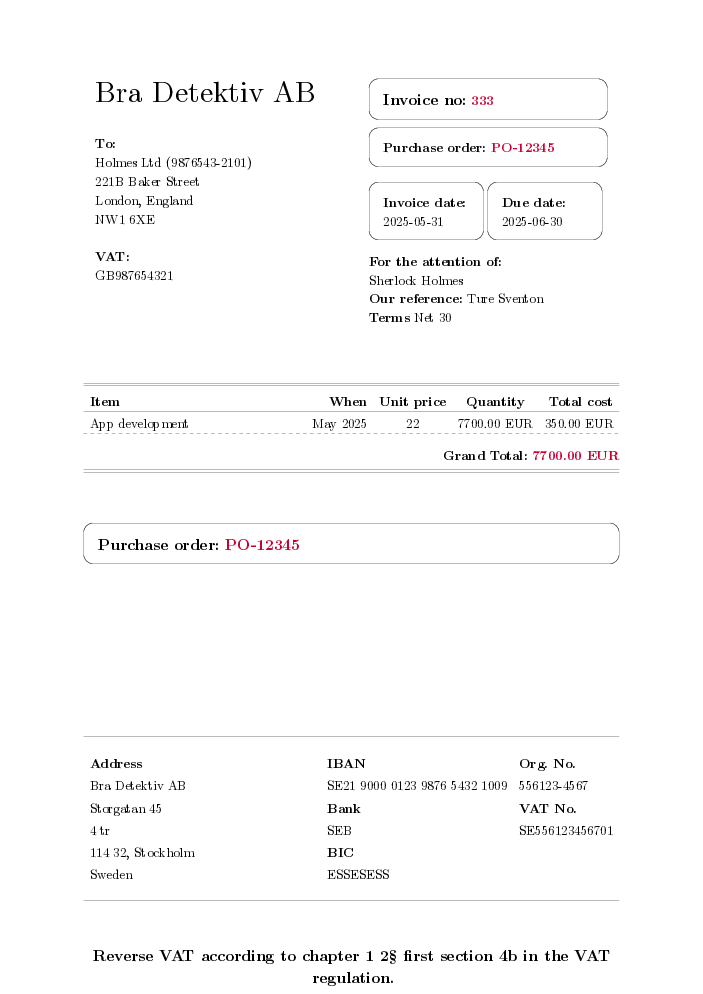 Bra Detektiv AB
Invoice no: 333
Purchase order: PO-12345
To:
Holmes Ltd (9876543-2101)
221B Baker Street
London, England
NW1 6XE
VAT:
GB987654321
Invoice date:
2025-05-31
Due date:
2025-06-30
For the attention of:
Sherlock Holmes
Our reference: Ture Sventon
Terms Net 30
Item When Unit price Quantity Total cost
App development May 2025 22 7700.00 EUR 350.00 EUR
Grand Total: 7700.00 EUR
Purchase order: PO-12345
Address IBAN Org. No.
Bra Detektiv AB SE21 9000 0123 9876 5432 1009 556123-4567
Storgatan 45 Bank VAT No.
4 tr SEB SE556123456701
114 32, Stockholm BIC
Sweden ESSESESS
Reverse VAT according to chapter 1 2§ first section 4b in the VAT
regulation.